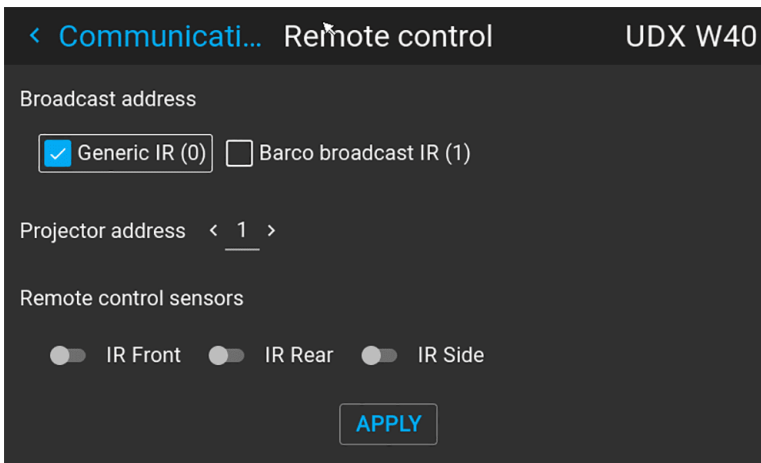 < Communicati... Remote control UDX W40
Broadcast address
Generic IR (0) Barco broadcast IR (1)
Projector address < 1 >
Remote control sensors
IR Front IR Rear IR Side
APPLY